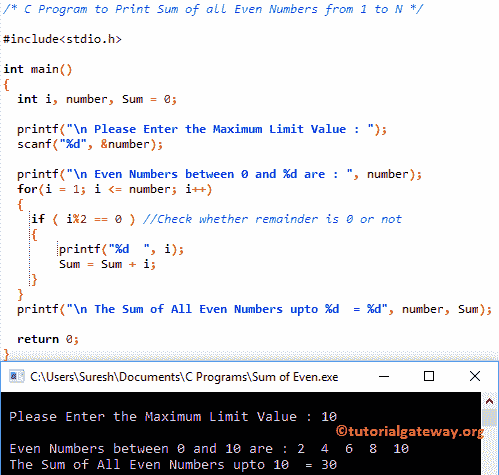 /* C Program to Print Sum of all Even Numbers from 1 to N */
#include<stdio.h>
int main()
{
  int i, number, Sum = 0;
  printf("\n Please Enter the Maximum Limit Value : ");
  scanf("%d", &number);
  printf("\n Even Numbers between 0 and %d are : ", number);
  for(i = 1; i <= number; i++)
  {
    if ( i%2 == 0 ) //Check whether remainder is 0 or not
    {
        printf("%d  ", i);
        Sum = Sum + i;
    }
  }
  printf("\n The Sum of All Even Numbers upto %d  = %d", number, Sum);
  return 0;
}
C:\Users\Suresh\Documents\C Programs\Sum of Even.exe
Please Enter the Maximum Limit Value : 10
©tutorialgateway.org
Even Numbers between 0 and 10 are : 2  4  6  8  10
The Sum of All Even Numbers upto 10  = 30